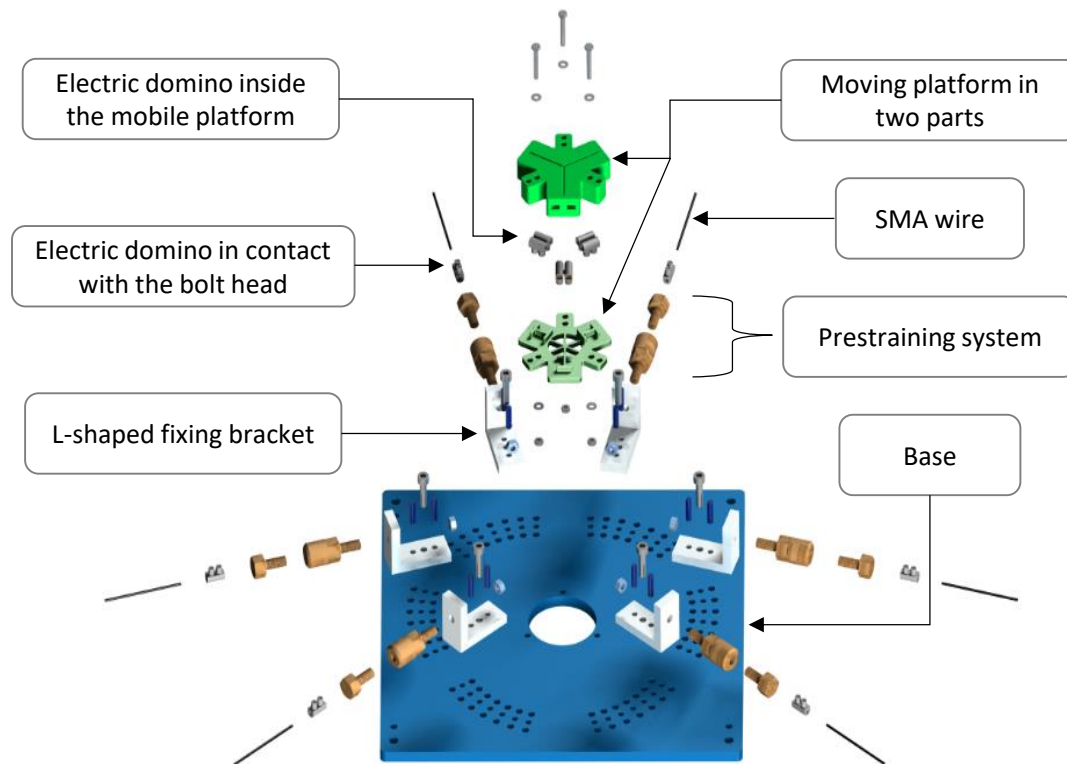 Electric domino inside
the mobile platform
Moving platform in
two parts
Electric domino in contact
with the bolt head
SMA wire
Prestraining system
L-shaped fixing bracket
Base